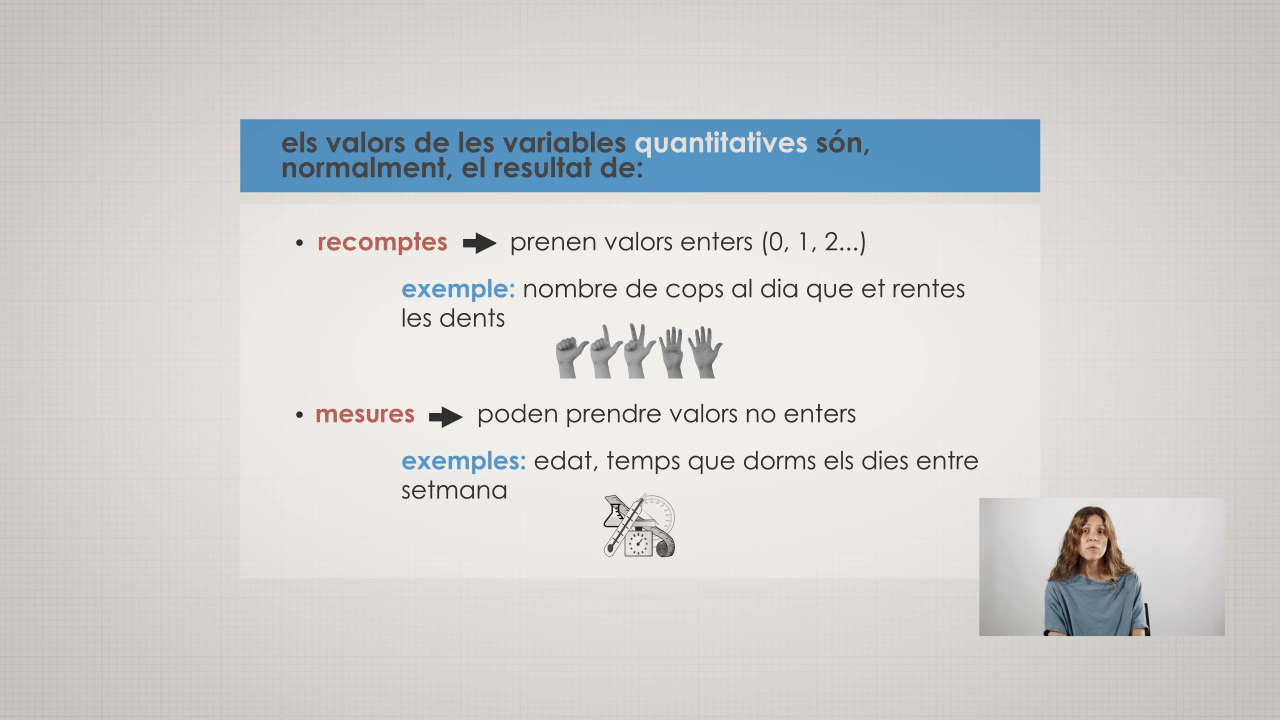 els valors de les variables quantitatives són,
normalment, el resultat de:
• recomptes prenen valors enters (0, 1, 2...)
exemple: nombre de cops al dia que et rentes
les dents
• mesures poden prendre valors no enters
exemples: edat, temps que dorms els dies entre
setmana